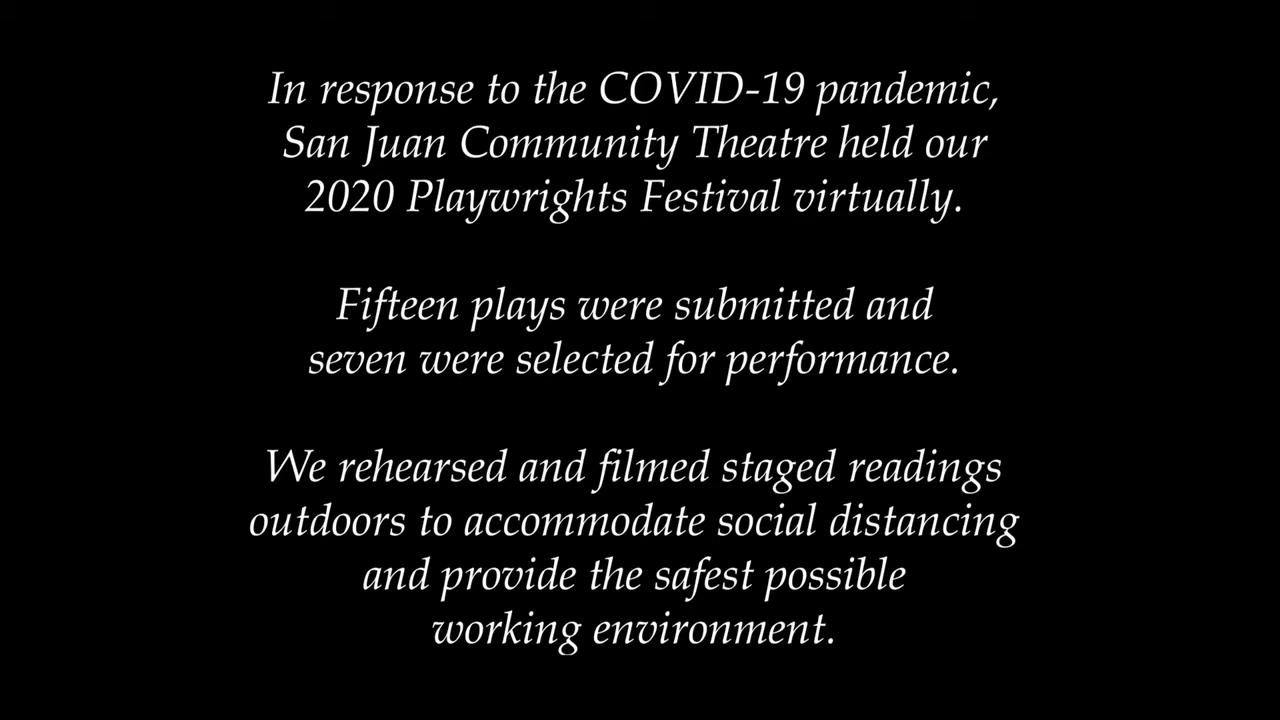 In response to the COVID-19 pandemic,
San Juan Community Theatre held our
2020 Playwrights Festival virtually.
Fifteen plays were submitted and
seven were selected for performance.
We rehearsed and filmed staged readings
outdoors to accommodate social distancing
and provide the safest possible
working environment.